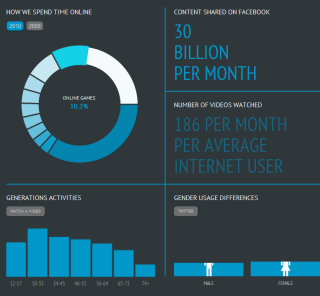 HOW WE SPEND TIME ONLINE
2010 2009
ONLINE GAMES
10.2%
CONTENT SHARED ON FACEBOOK
30
BILLION
PER MONTH
NUMBER OF VIDEOS WATCHED
186 PER MONTH
PER AVERAGE
INTERNET USER
GENERATIONS ACTIVITIES
WATCH A VIDEO
12-17 18-33 34-45 46-55 56-64 65-73 74+
GENDER USAGE DIFFERENCES
TWITTER
MALE FEMALE